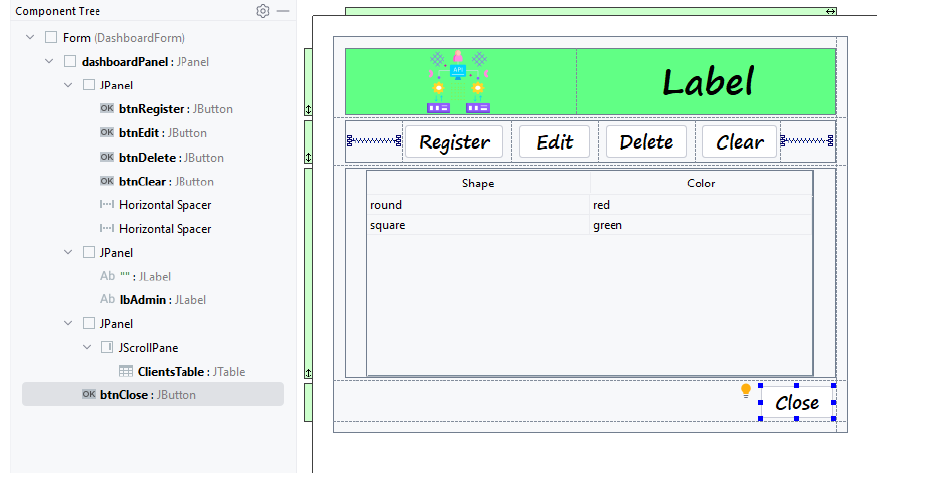 Component Tree
Form (DashboardForm)
dashboardPanel : JPanel
JPanel
OK btnRegister : JButton
OK btnEdit : JButton
OK btnDelete : JButton
OK btnClear : JButton
Horizontal Spacer
Horizontal Spacer
JPanel
Ab "" : JLabel
Ab lbAdmin : JLabel
JPanel
JScrollPane
ClientsTable : JTable
OK btnClose : JButton
API
Label
Register Edit Delete Clear
Shape Color
round red
square green
Close